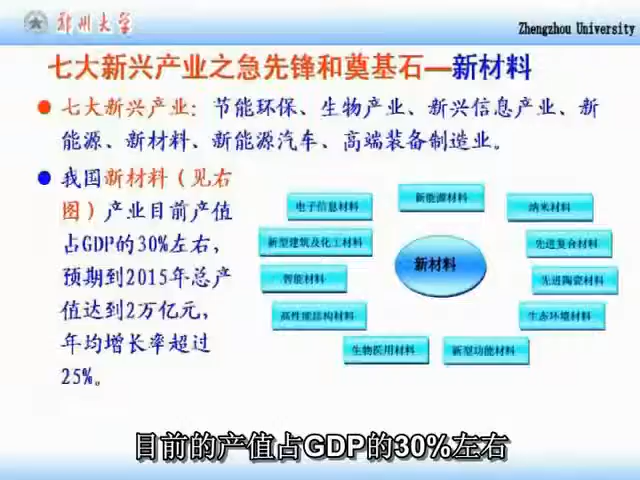 郑州大学
Zhengzhou University
七大新兴产业之急先锋和奠基石—新材料
七大新兴产业：节能环保、生物产业、新兴信息产业、新
能源、新材料、新能源汽车、高端装备制造业。
我国新材料（见右
图）产业目前产值
占GDP的30%左右，
预期到2015年总产
值达到2万亿元，
年均增长率超过
25%。
新能源材料
电子信息材料
纳米材料
新型建筑及化工材料
先进复合材料
新材料
智能材料
先进陶瓷材料
高性能结构材料
生态环境材料
生物医用材料
新型功能材料
目前的产值占GDP的30%左右